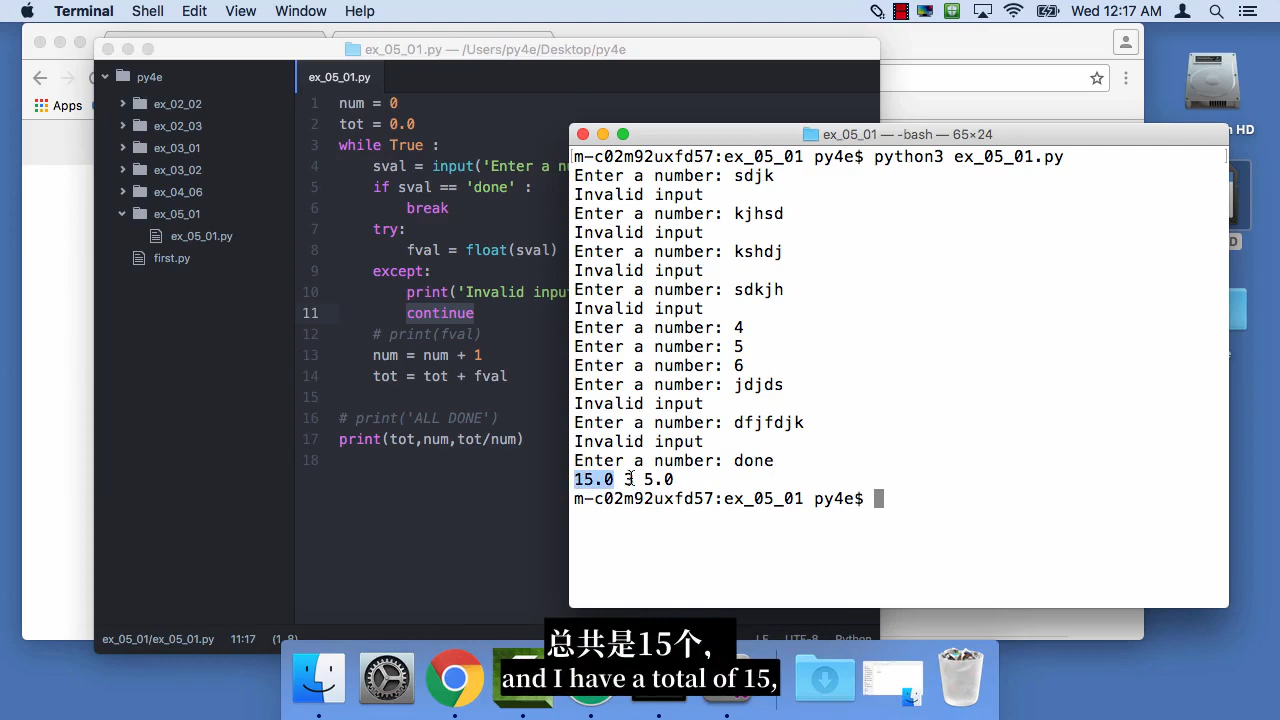 Terminal Shell Edit View Window Help Wed 12:17 AM
ex_05_01.py — /Users/py4e/Desktop/py4e
Apps
HD
py4e
ex_02_02
ex_02_03
ex_03_01
ex_03_02
ex_04_06
ex_05_01
ex_05_01.py
first.py
ex_05_01.py
1 num = 0
2 tot = 0.0
3 while True :
4 sval = input('Enter a
5 if sval == 'done' :
6 break
7 try:
8 fval = float(sval)
9 except:
10 print('Invalid
11 continue
12 # print(fval)
13 num = num + 1
14 tot = tot + fval
15
16 # print('ALL DONE')
17 print(tot,num,tot/num)
18
ex_05_01/ex_05_01.py 11:17 (1,8) LF UTF-8 Python
ex_05_01 — -bash — 65×24
m-c02m92uxfd57:ex_05_01 py4e$ python3 ex_05_01.py
Enter a number: sdjk
Invalid input
Enter a number: kjhsd
Invalid input
Enter a number: kshdj
Invalid input
Enter a number: sdkjh
Invalid input
Enter a number: 4
Enter a number: 5
Enter a number: 6
Enter a number: jdjds
Invalid input
Enter a number: dfjfdjk
Invalid input
Enter a number: done
15.0 3 5.0
m-c02m92uxfd57:ex_05_01 py4e$
总共是15个，
and I have a total of 15,